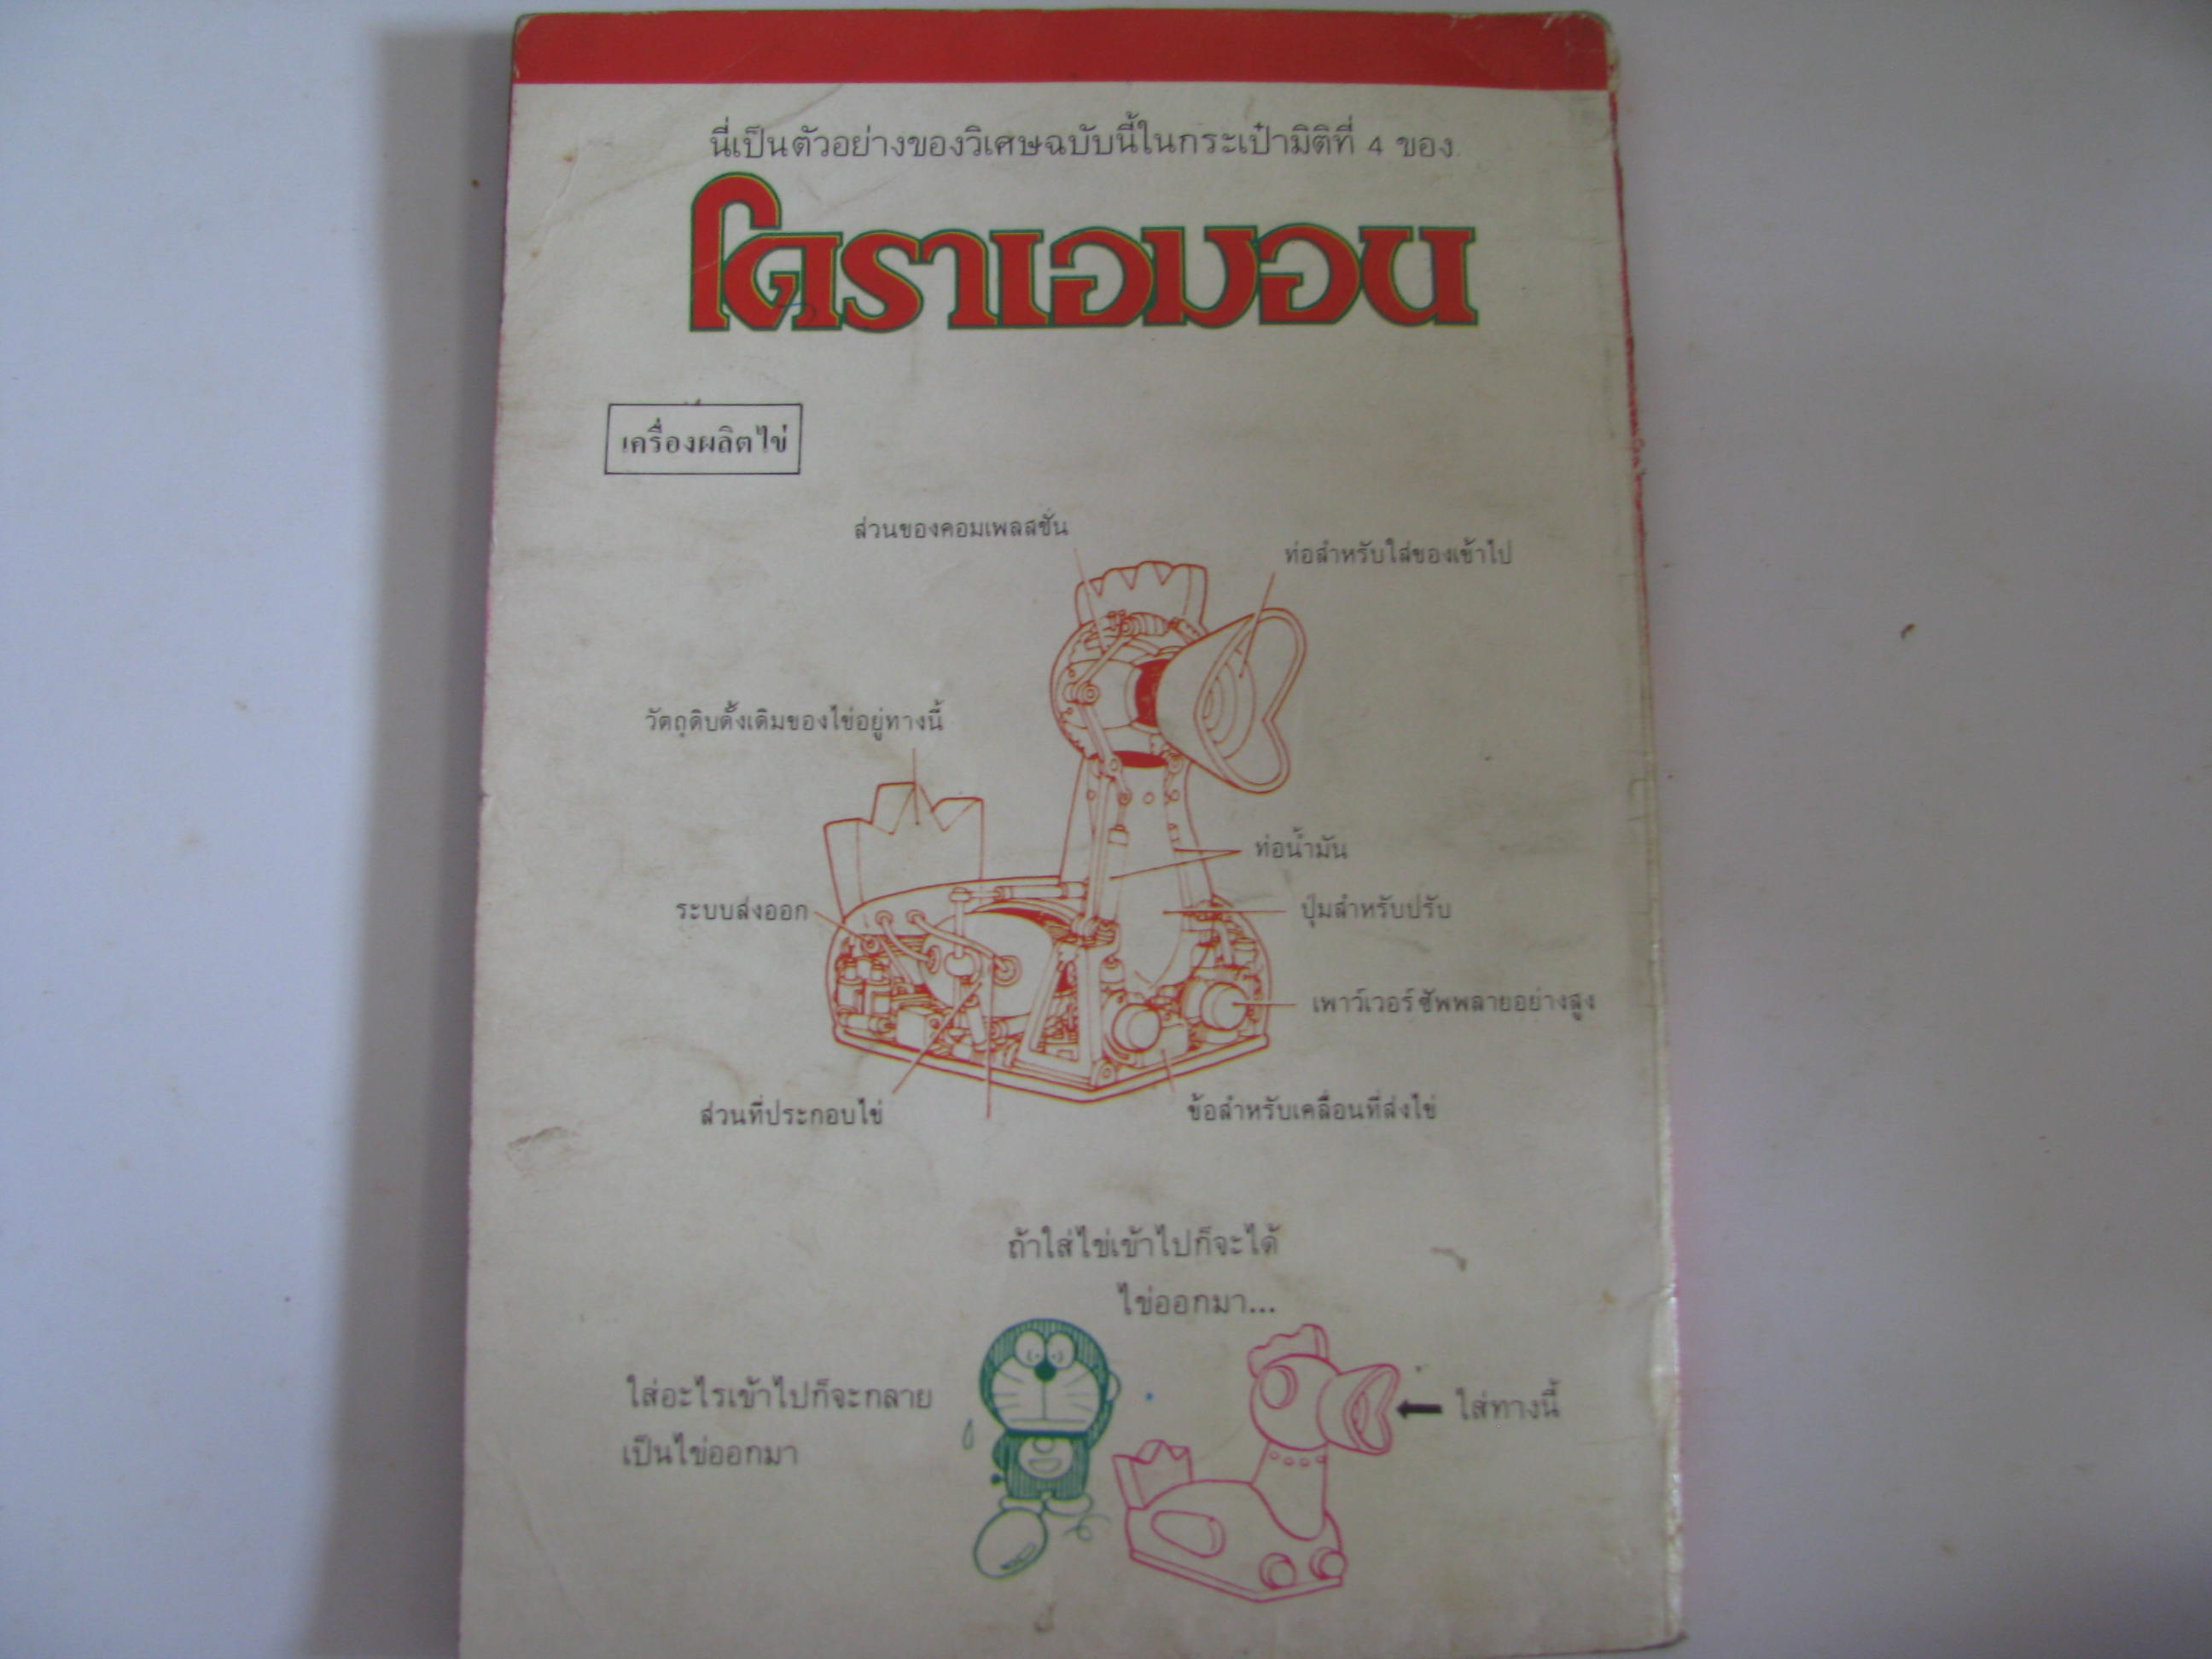 นี่เป็นตัวอย่างของวิเศษฉบับนี้ในกระเป๋ามิติที่ 4 ของ
โดราเอมอน
เครื่องผลิตไข่
ส่วนของคอมเพลสชั่น
ท่อสำหรับใส่ของเข้าไป
วัตถุดิบดั้งเดิมของไข่อยู่ทางนี้
ท่อน้ำมัน
ระบบส่งออก
ปุ่มสำหรับปรับ
เพาว์เวอร์ซัพพลายอย่างสูง
ส่วนที่ประกอบไข่
ข้อสำหรับเคลื่อนที่ส่งไข่
ถ้าใส่ไข่เข้าไปก็จะได้
ไข่ออกมา...
ใส่อะไรเข้าไปก็จะกลาย
เป็นไข่ออกมา
ใส่ทางนี้